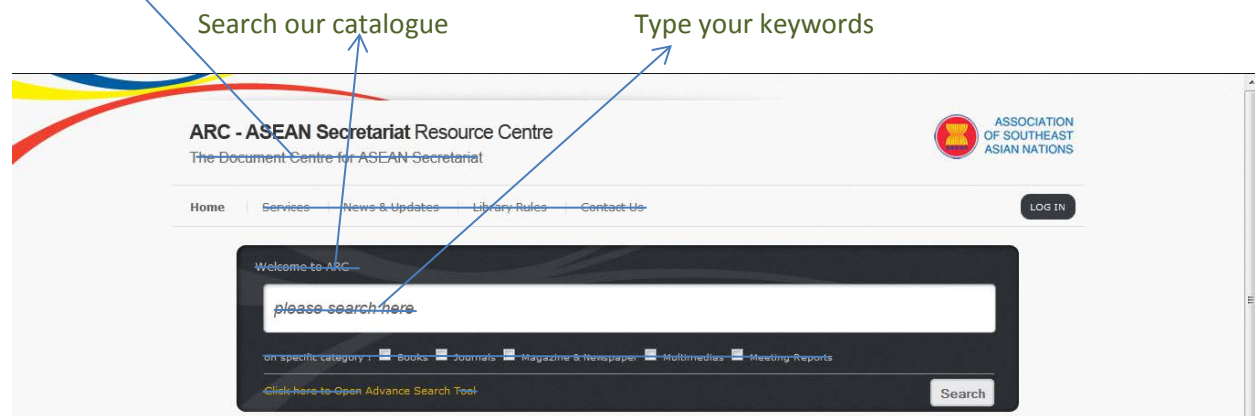 Search our catalogue Type your keywords
ARC - ASEAN Secretariat Resource Centre
The Document Centre for ASEAN Secretariat
ASSOCIATION
OF SOUTHEAST
ASIAN NATIONS
Home Services News & Updates Library Rules Contact Us LOG IN
Welcome to ARC
please search here
on specific category : Books Journals Magazine & Newspaper Multimedias Meeting Reports
Click here to Open Advance Search Tool Search